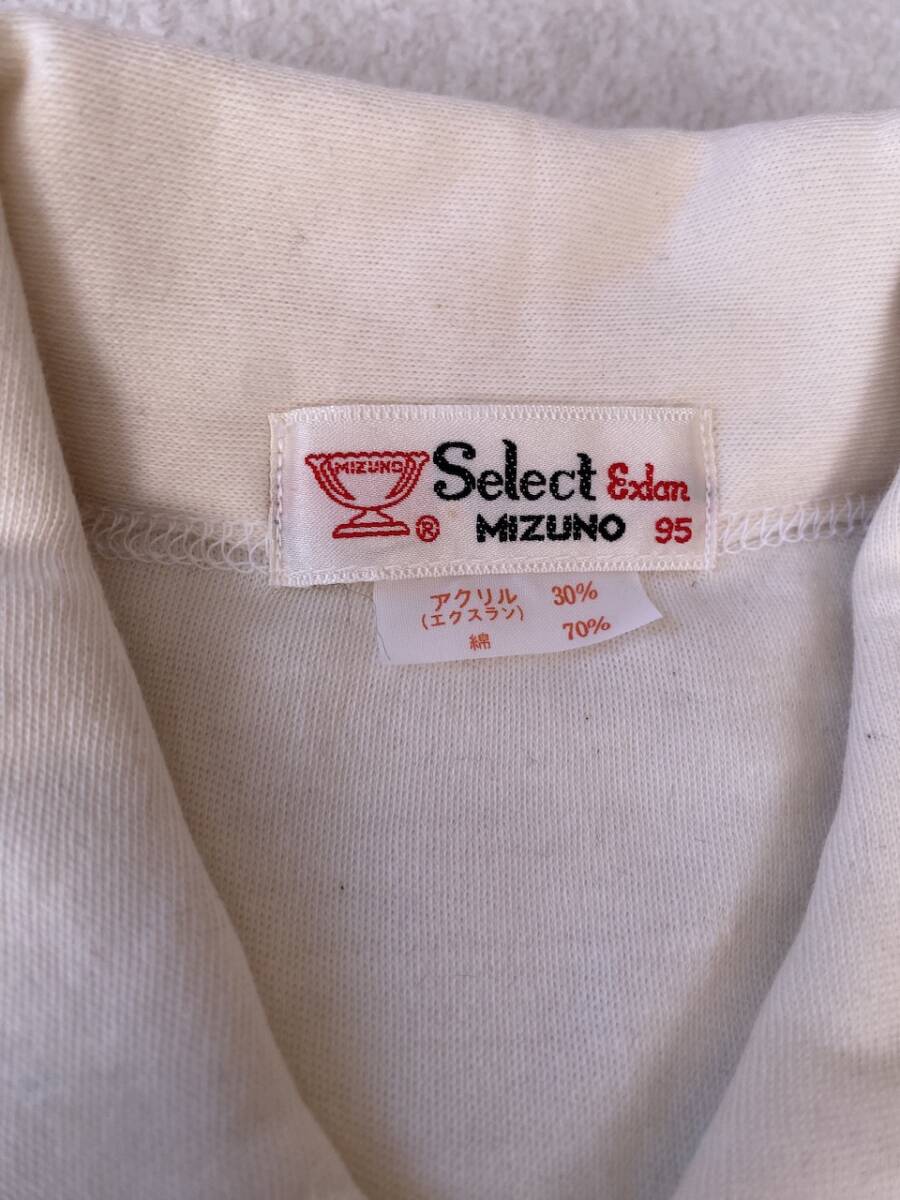 MIZUNO
Select Exlan
® MIZUNO 95
アクリル 30%
(エクスラン)
綿 70%